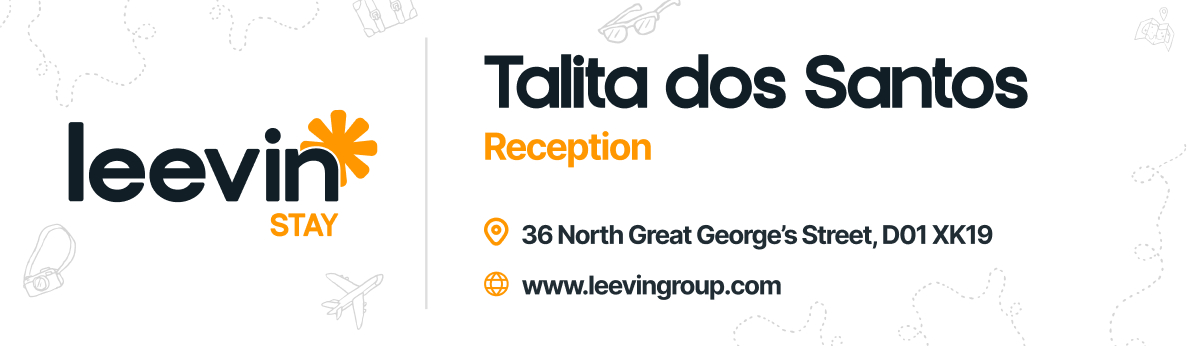 leevin
STAY
Talita dos Santos
Reception
36 North Great George’s Street, D01 XK19
www.leevingroup.com